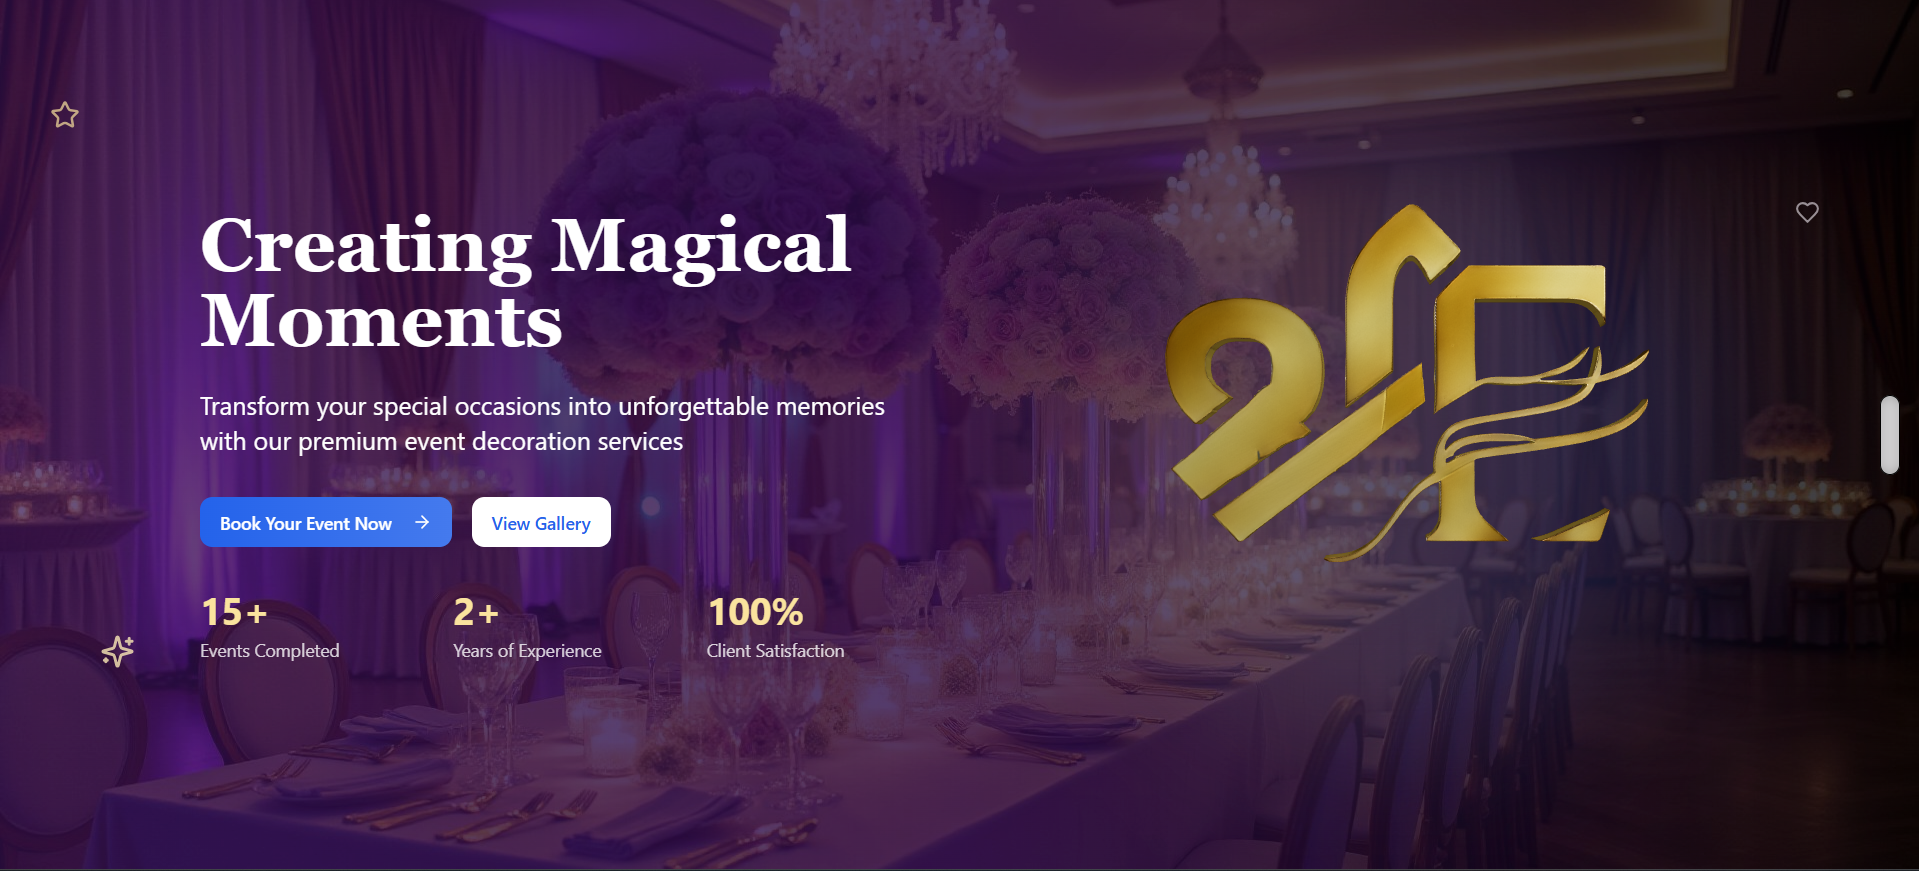 Creating Magical
Moments
Transform your special occasions into unforgettable memories
with our premium event decoration services
Book Your Event Now
View Gallery
15+
2+
100%
Events Completed
Years of Experience
Client Satisfaction